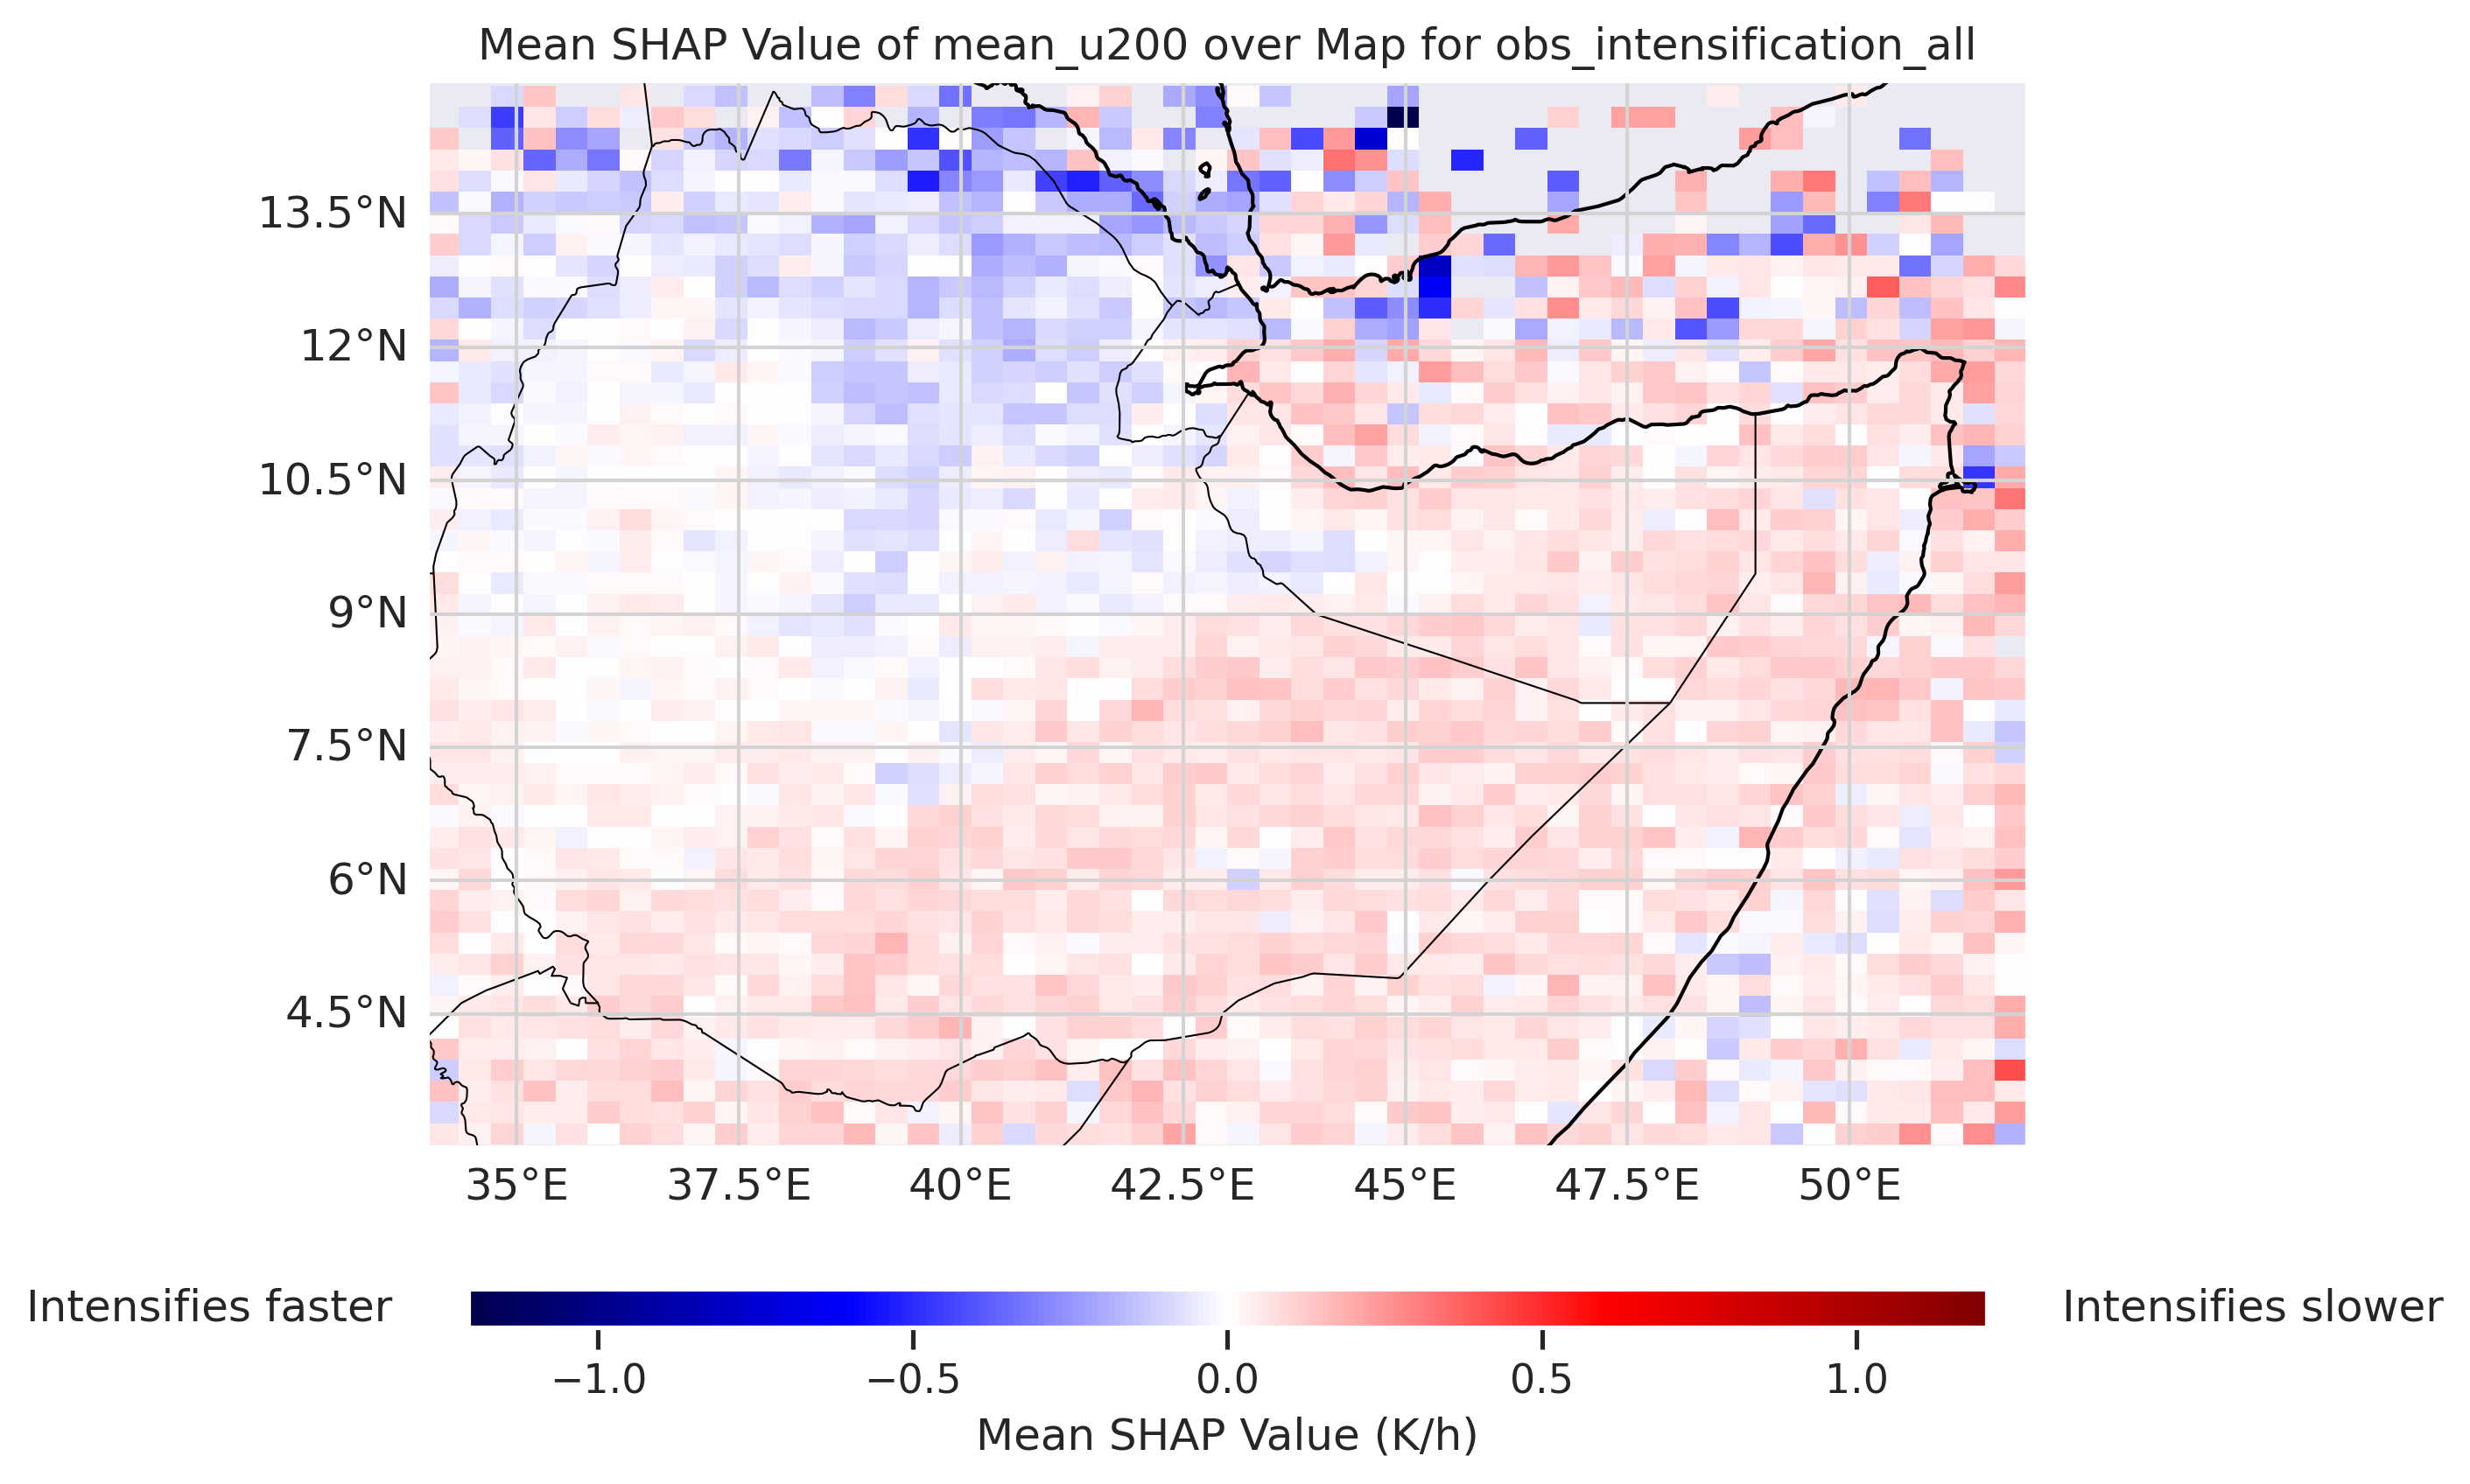 Mean SHAP Value of mean_u200 over Map for obs_intensification_all
13.5°N
12°N
10.5°N
9°N
7.5°N
6°N
4.5°N
35°E 37.5°E 40°E 42.5°E 45°E 47.5°E 50°E
Intensifies faster Intensifies slower
−1.0 −0.5 0.0 0.5 1.0
Mean SHAP Value (K/h)